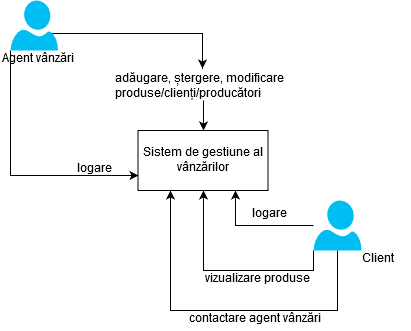 Agent vânzări
adăugare, ștergere, modificare
produse/clienți/producători
Sistem de gestiune al
vânzărilor
logare
logare
Client
vizualizare produse
contactare agent vânzări